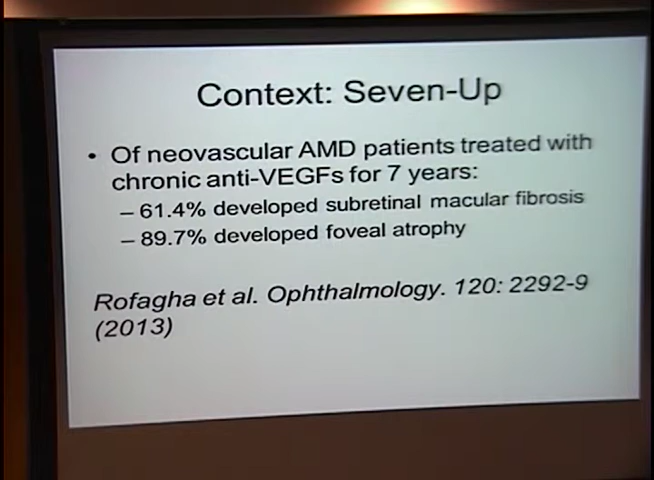 Context: Seven-Up
• Of neovascular AMD patients treated with
chronic anti-VEGFs for 7 years:
– 61.4% developed subretinal macular fibrosis
– 89.7% developed foveal atrophy
Rofagha et al. Ophthalmology. 120: 2292-9
(2013)